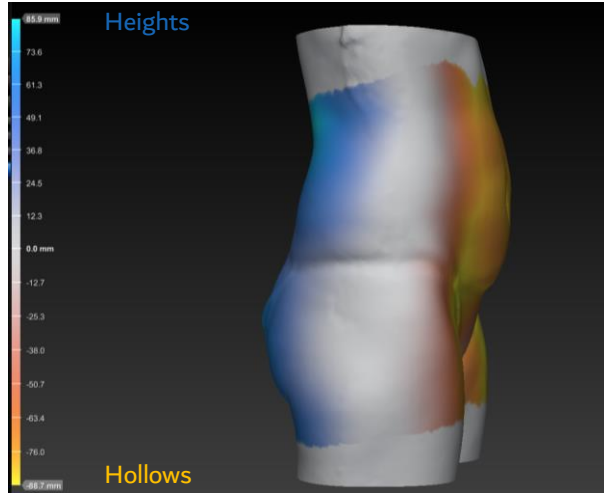 85.9 mm
Heights
73.6
61.3
49.1
36.8
24.5
12.3
0.0 mm
-12.7
-25.3
-38.0
-50.7
-63.4
-76.0
Hollows
-88.7 mm